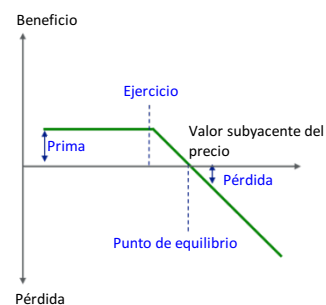 Beneficio
Ejercicio
Valor subyacente del
precio
Prima
Pérdida
Punto de equilibrio
Pérdida